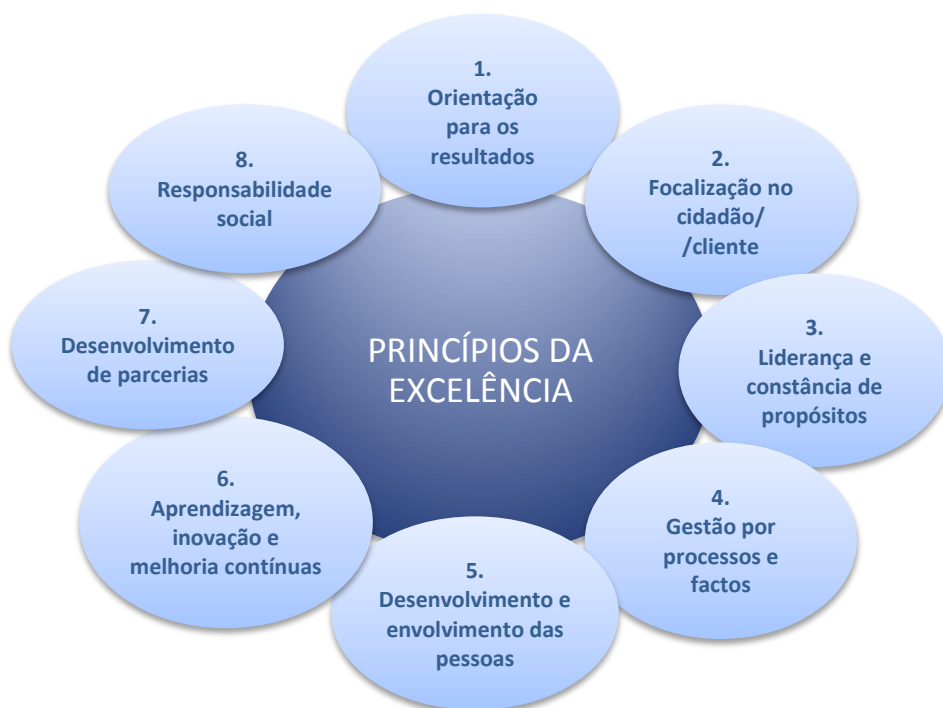 PRINCÍPIOS DA
EXCELÊNCIA
1.
Orientação
para os
resultados
2.
Focalização no
cidadão/
/cliente
3.
Liderança e
constância de
propósitos
4.
Gestão por
processos e
factos
5.
Desenvolvimento e
envolvimento das
pessoas
6.
Aprendizagem,
inovação e
melhoria contínuas
7.
Desenvolvimento
de parcerias
8.
Responsabilidade
social